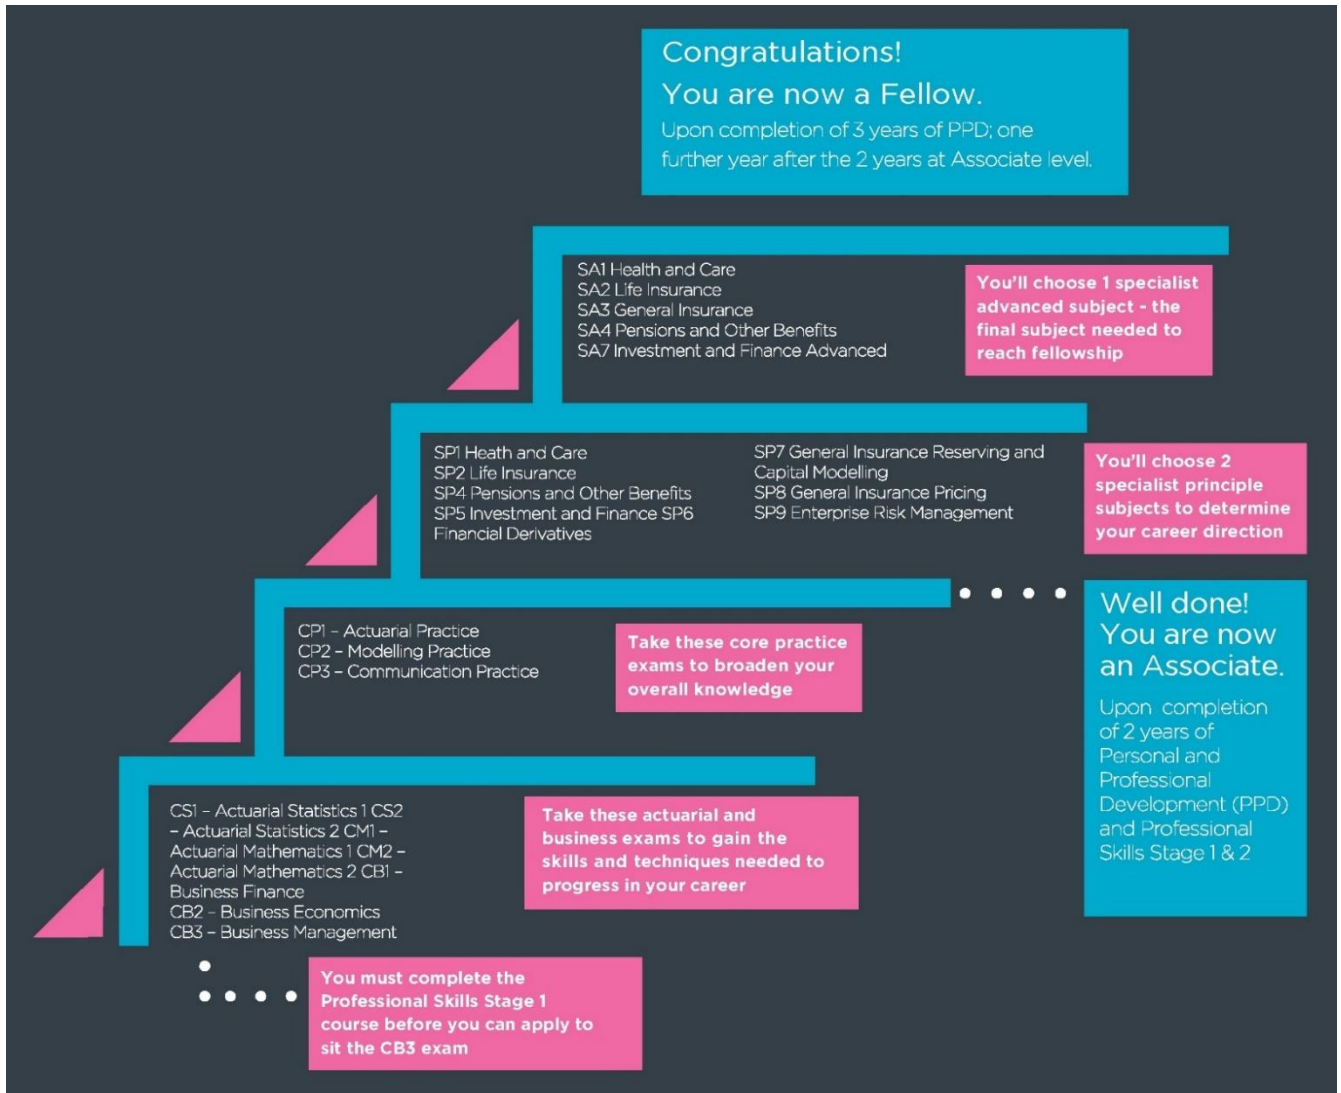 Congratulations!
You are now a Fellow.
Upon completion of 3 years of PPD; one
further year after the 2 years at Associate level.
SA1 Health and Care
SA2 Life Insurance
SA3 General Insurance
SA4 Pensions and Other Benefits
SA7 Investment and Finance Advanced
You'll choose 1 specialist
advanced subject - the
final subject needed to
reach fellowship
SP1 Heath and Care
SP2 Life Insurance
SP4 Pensions and Other Benefits
SP5 Investment and Finance SP6
Financial Derivatives
SP7 General Insurance Reserving and
Capital Modelling
SP8 General Insurance Pricing
SP9 Enterprise Risk Management
You'll choose 2
specialist principle
subjects to determine
your career direction
CP1 – Actuarial Practice
CP2 – Modelling Practice
CP3 – Communication Practice
Take these core practice
exams to broaden your
overall knowledge
Well done!
You are now
an Associate.
Upon completion
of 2 years of
Personal and
Professional
Development (PPD)
and Professional
Skills Stage 1 & 2
CS1 – Actuarial Statistics 1 CS2
– Actuarial Statistics 2 CM1 –
Actuarial Mathematics 1 CM2 –
Actuarial Mathematics 2 CB1 –
Business Finance
CB2 – Business Economics
CB3 – Business Management
Take these actuarial and
business exams to gain the
skills and techniques needed to
progress in your career
You must complete the
Professional Skills Stage 1
course before you can apply to
sit the CB3 exam